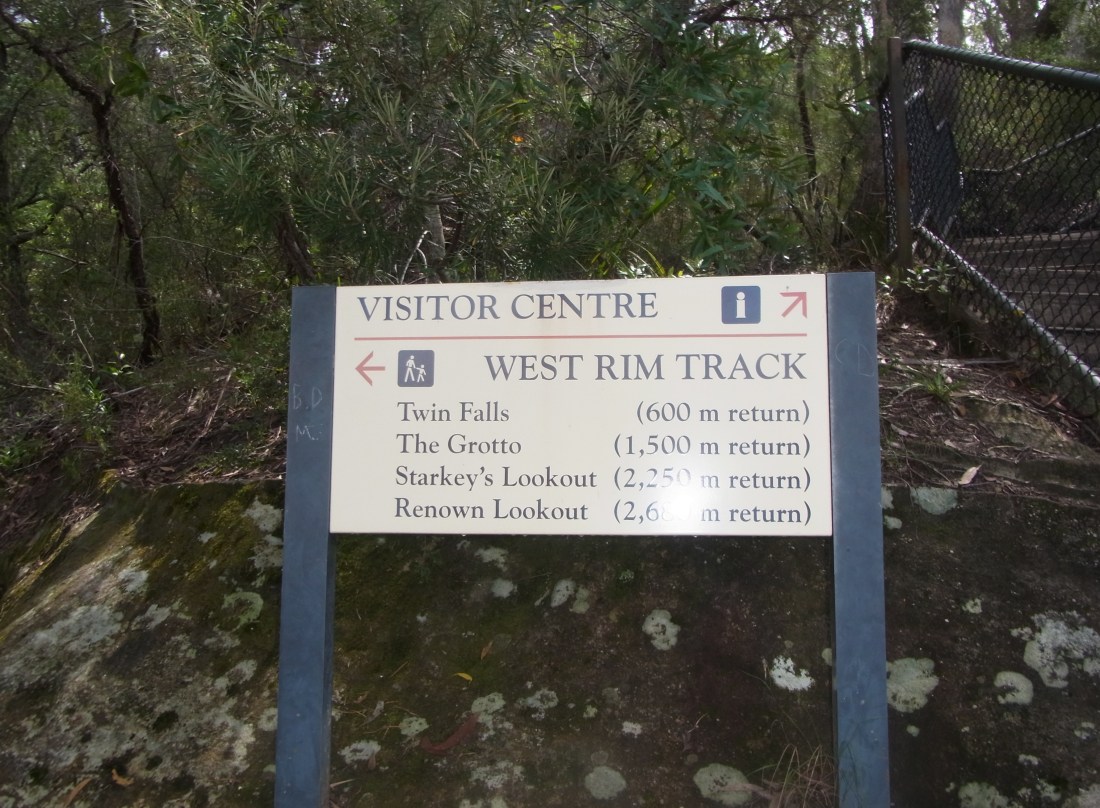 VISITOR CENTRE i
WEST RIM TRACK
Twin Falls (600 m return)
The Grotto (1,500 m return)
Starkey's Lookout (2,250 m return)
Renown Lookout m return)
B.D